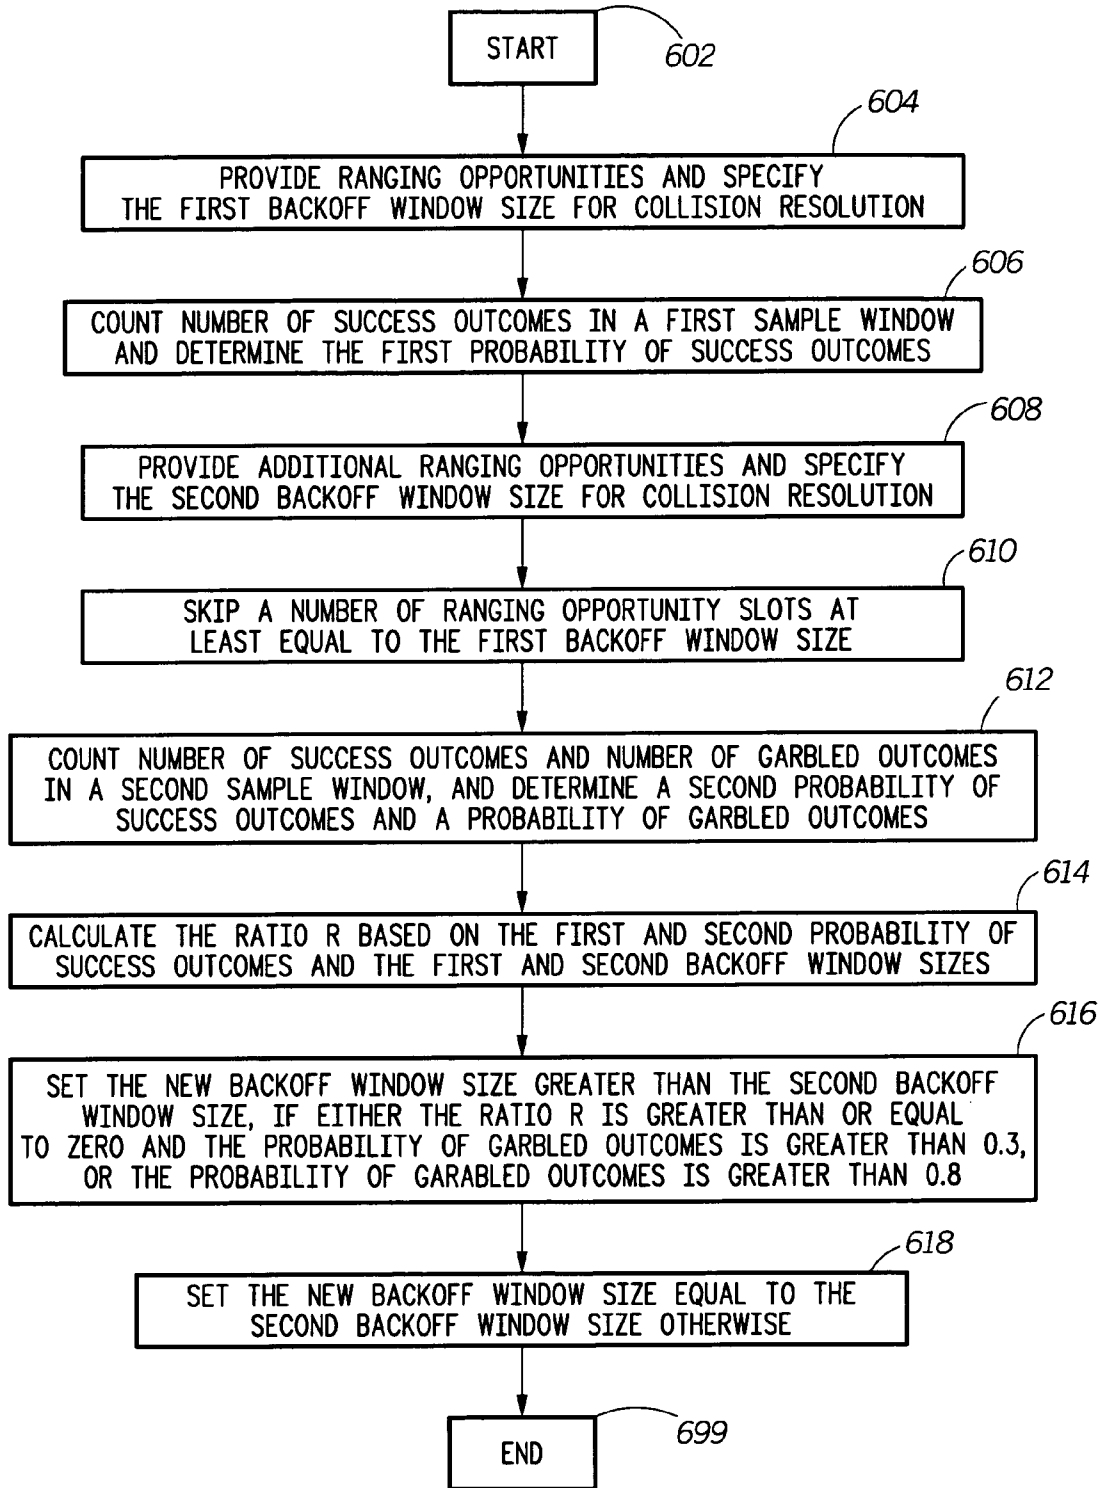 START
602
604
PROVIDE RANGING OPPORTUNITIES AND SPECIFY
THE FIRST BACKOFF WINDOW SIZE FOR COLLISION RESOLUTION
606
COUNT NUMBER OF SUCCESS OUTCOMES IN A FIRST SAMPLE WINDOW
AND DETERMINE THE FIRST PROBABILITY OF SUCCESS OUTCOMES
608
PROVIDE ADDITIONAL RANGING OPPORTUNITIES AND SPECIFY
THE SECOND BACKOFF WINDOW SIZE FOR COLLISION RESOLUTION
610
SKIP A NUMBER OF RANGING OPPORTUNITY SLOTS AT
LEAST EQUAL TO THE FIRST BACKOFF WINDOW SIZE
612
COUNT NUMBER OF SUCCESS OUTCOMES AND NUMBER OF GARBLED OUTCOMES
IN A SECOND SAMPLE WINDOW, AND DETERMINE A SECOND PROBABILITY OF
SUCCESS OUTCOMES AND A PROBABILITY OF GARBLED OUTCOMES
614
CALCULATE THE RATIO R BASED ON THE FIRST AND SECOND PROBABILITY OF
SUCCESS OUTCOMES AND THE FIRST AND SECOND BACKOFF WINDOW SIZES
616
SET THE NEW BACKOFF WINDOW SIZE GREATER THAN THE SECOND BACKOFF
WINDOW SIZE, IF EITHER THE RATIO R IS GREATER THAN OR EQUAL
TO ZERO AND THE PROBABILITY OF GARBLED OUTCOMES IS GREATER THAN 0.3,
OR THE PROBABILITY OF GARABLED OUTCOMES IS GREATER THAN 0.8
618
SET THE NEW BACKOFF WINDOW SIZE EQUAL TO THE
SECOND BACKOFF WINDOW SIZE OTHERWISE
END
699